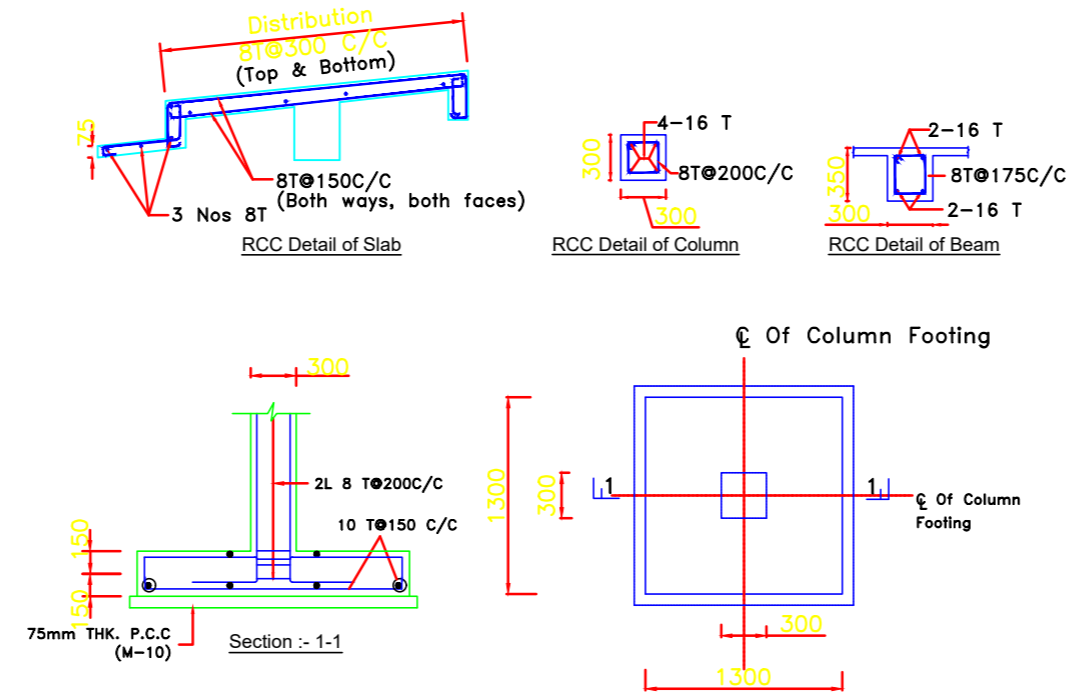 Distribution
8T@300 C/C
(Top & Bottom)
75
8T@150C/C
(Both ways, both faces)
3 Nos 8T
RCC Detail of Slab
4-16 T
300
8T@200C/C
300
RCC Detail of Column
2-16 T
350
8T@175C/C
300
2-16 T
RCC Detail of Beam
300
2L 8 T@200C/C
10 T@150 C/C
150
150
75mm THK. P.C.C
(M-10)
Section :- 1-1
℄ Of Column Footing
1300
300
1
1
℄ Of Column
Footing
300
1300